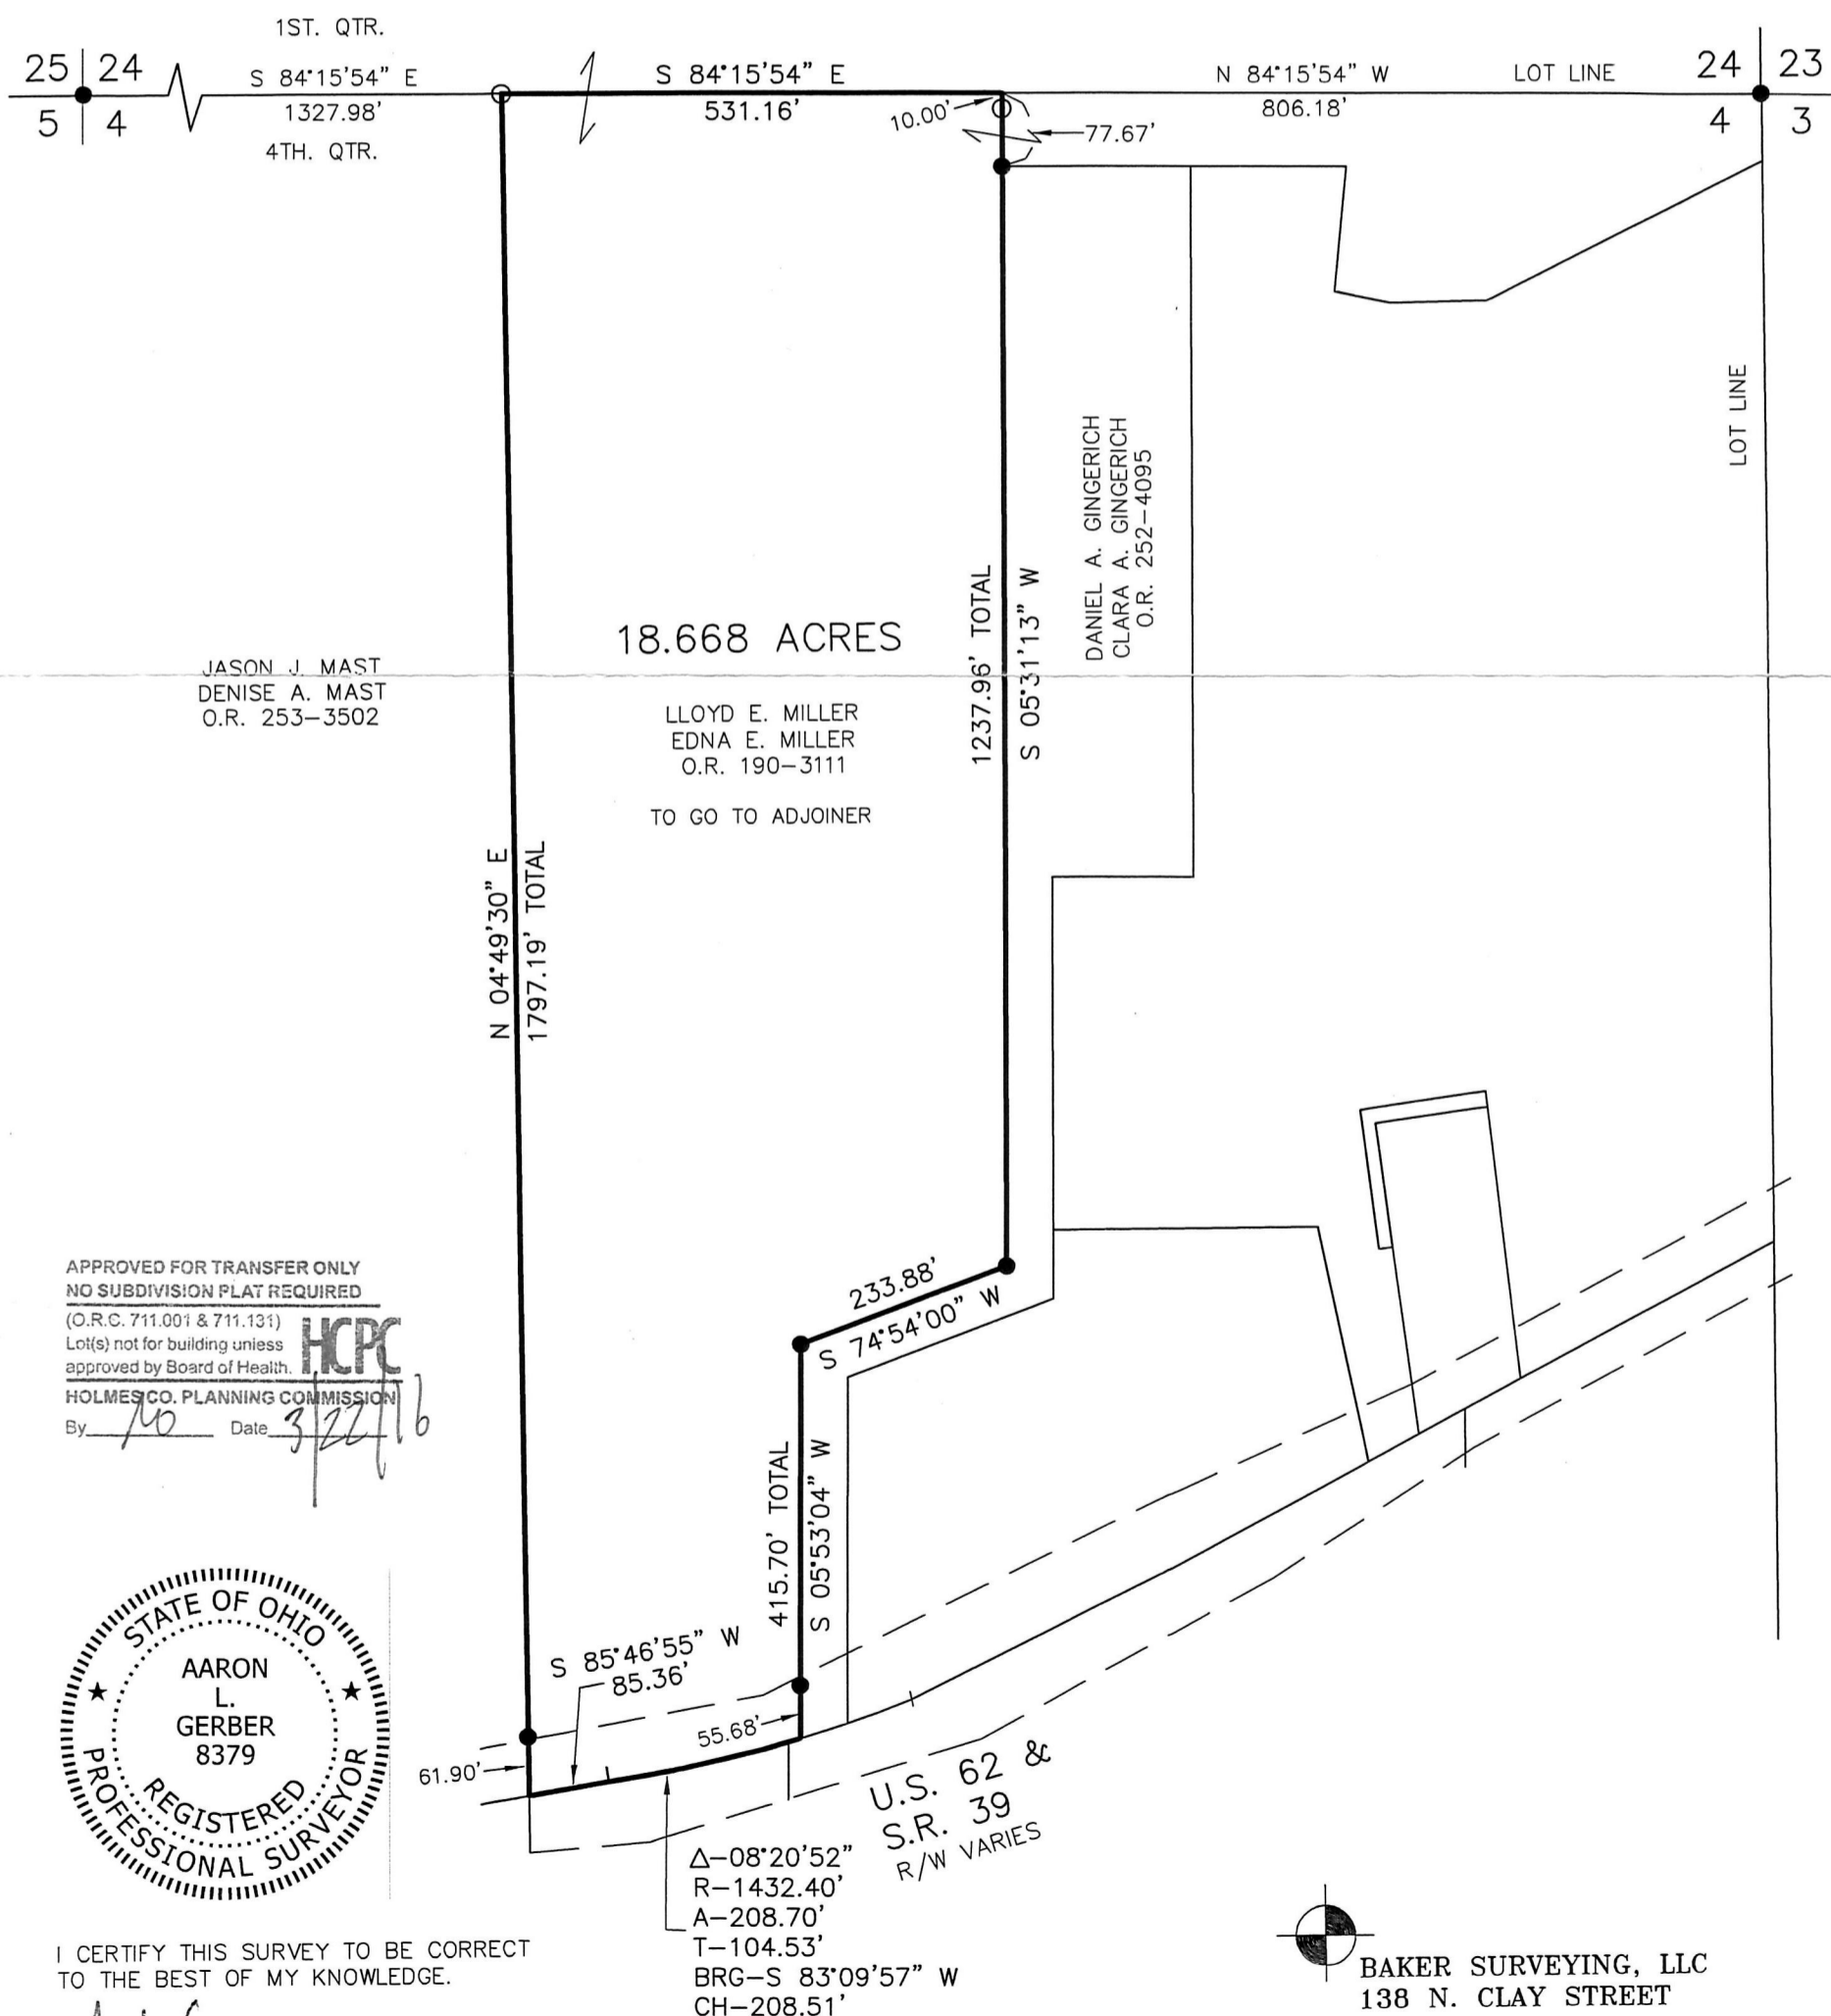 1ST. QTR.
25 24
S 84°15'54" E
S 84°15'54" E
N 84°15'54" W
LOT LINE
24 23
5 4
1327.98'
531.16'
10.00'
77.67'
806.18'
4 3
4TH. QTR.
LOT LINE
DANIEL A. GINGERICH
CLARA A. GINGERICH
O.R. 252-4095
1237.96' TOTAL
S 05°31'13" W
18.668 ACRES
JASON J. MAST
DENISE A. MAST
O.R. 253-3502
LLOYD E. MILLER
EDNA E. MILLER
O.R. 190-3111
TO GO TO ADJOINER
N 04°49'30" E
1797.19' TOTAL
APPROVED FOR TRANSFER ONLY
NO SUBDIVISION PLAT REQUIRED
(O.R.C. 711.001 & 711.131)
Lot(s) not for building unless
approved by Board of Health.
HCPC
HOLMES CO. PLANNING COMMISSION
By Date 3/22/16
233.88'
S 74°54'00" W
415.70' TOTAL
S 05°53'04" W
S 85°46'55" W
85.36'
55.68'
61.90'
STATE OF OHIO
AARON
L.
GERBER
8379
REGISTERED
PROFESSIONAL SURVEYOR
U.S. 62 &
S.R. 39
R/W VARIES
Δ-08°20'52"
R-1432.40'
A-208.70'
T-104.53'
BRG-S 83°09'57" W
CH-208.51'
I CERTIFY THIS SURVEY TO BE CORRECT
TO THE BEST OF MY KNOWLEDGE.
BAKER SURVEYING, LLC
138 N. CLAY STREET